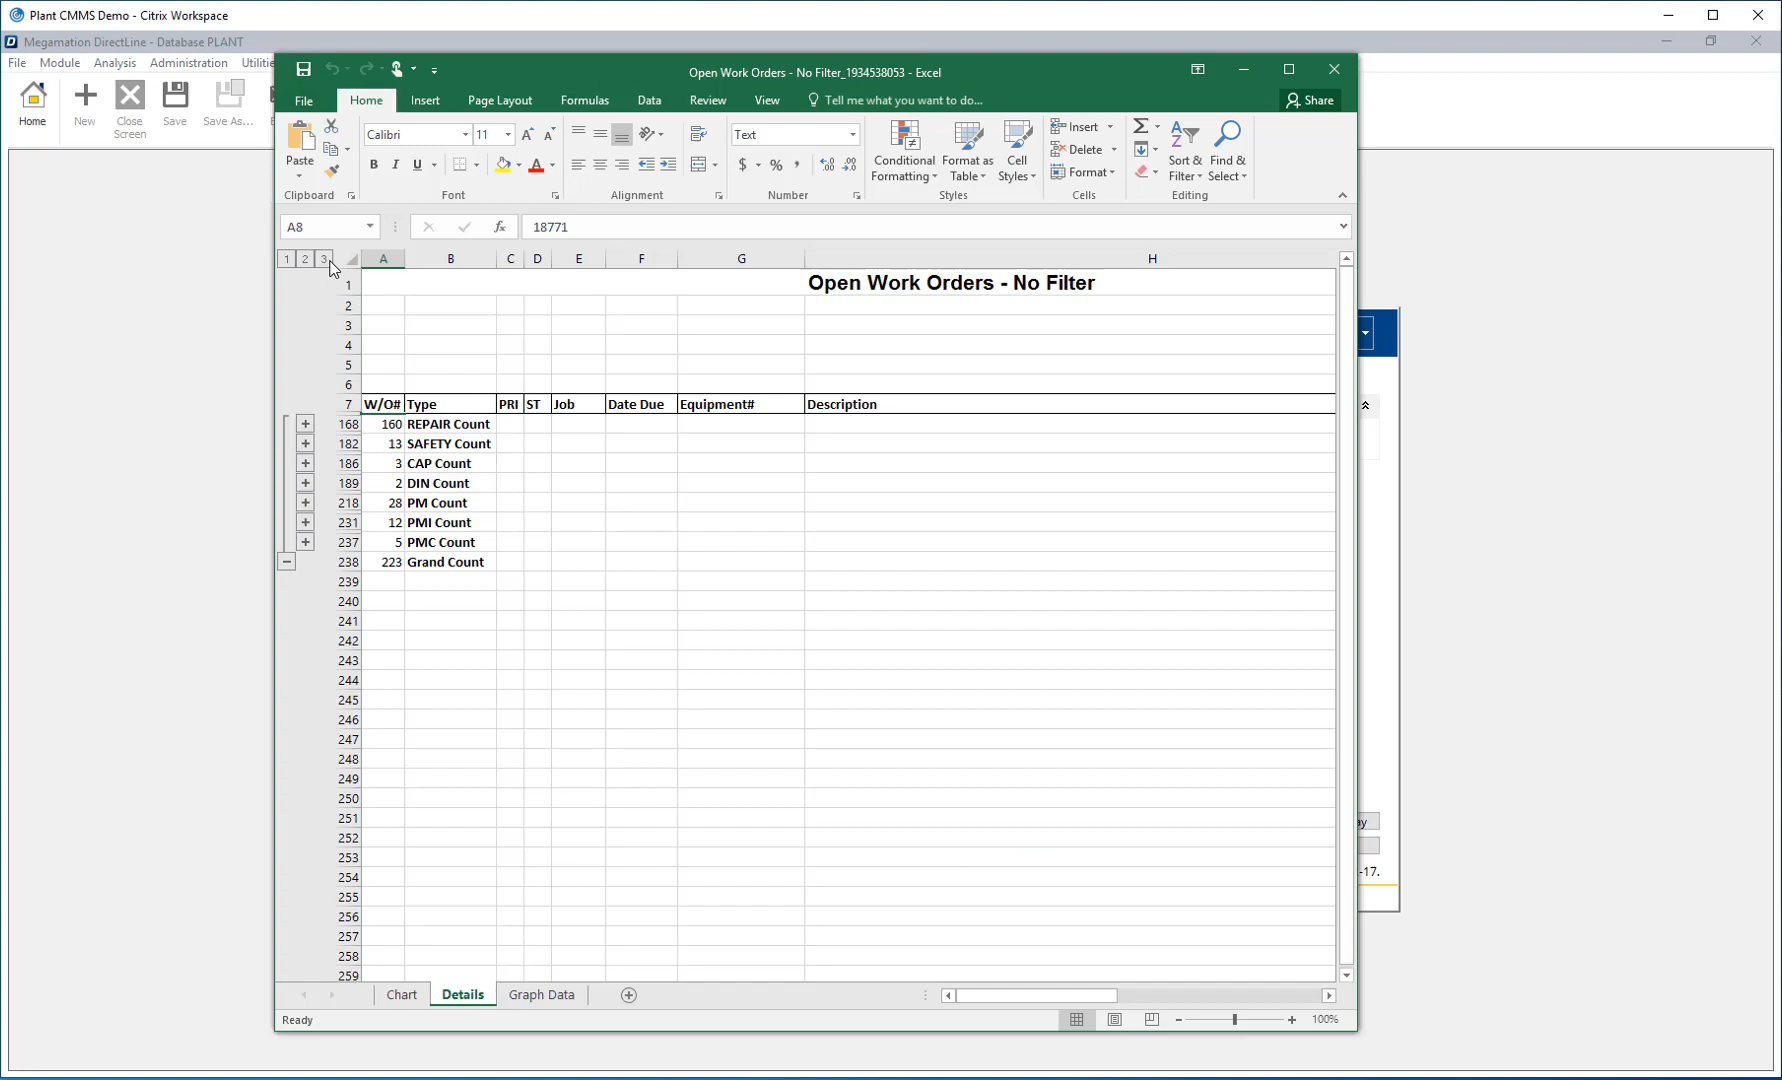 Plant CMMS Demo - Citrix Workspace
Megamation DirectLine - Database PLANT
File Module Analysis Administration Utilitie
Home New Close Screen Save Save As...
Open Work Orders - No Filter_1934538053 - Excel
File Home Insert Page Layout Formulas Data Review View Tell me what you want to do... Share
Paste Calibri 11 Text Conditional Formatting Format as Table Cell Styles Insert Delete Format Sort & Filter Find & Select
B I U A $ % ,
Clipboard Font Alignment Number Styles Cells Editing
A8 fx 18771
1 2 3 A B C D E F G H
1 Open Work Orders - No Filter
2
3
4
5
6
7 W/O# Type PRI ST Job Date Due Equipment# Description
168 160 REPAIR Count
182 13 SAFETY Count
186 3 CAP Count
189 2 DIN Count
218 28 PM Count
231 12 PMI Count
237 5 PMC Count
238 223 Grand Count
239
240
241
242
243
244
245
246
247
248
249
250
251
252
253
254
255
256
257
258
259
ay
-17.
Chart Details Graph Data
Ready 100%